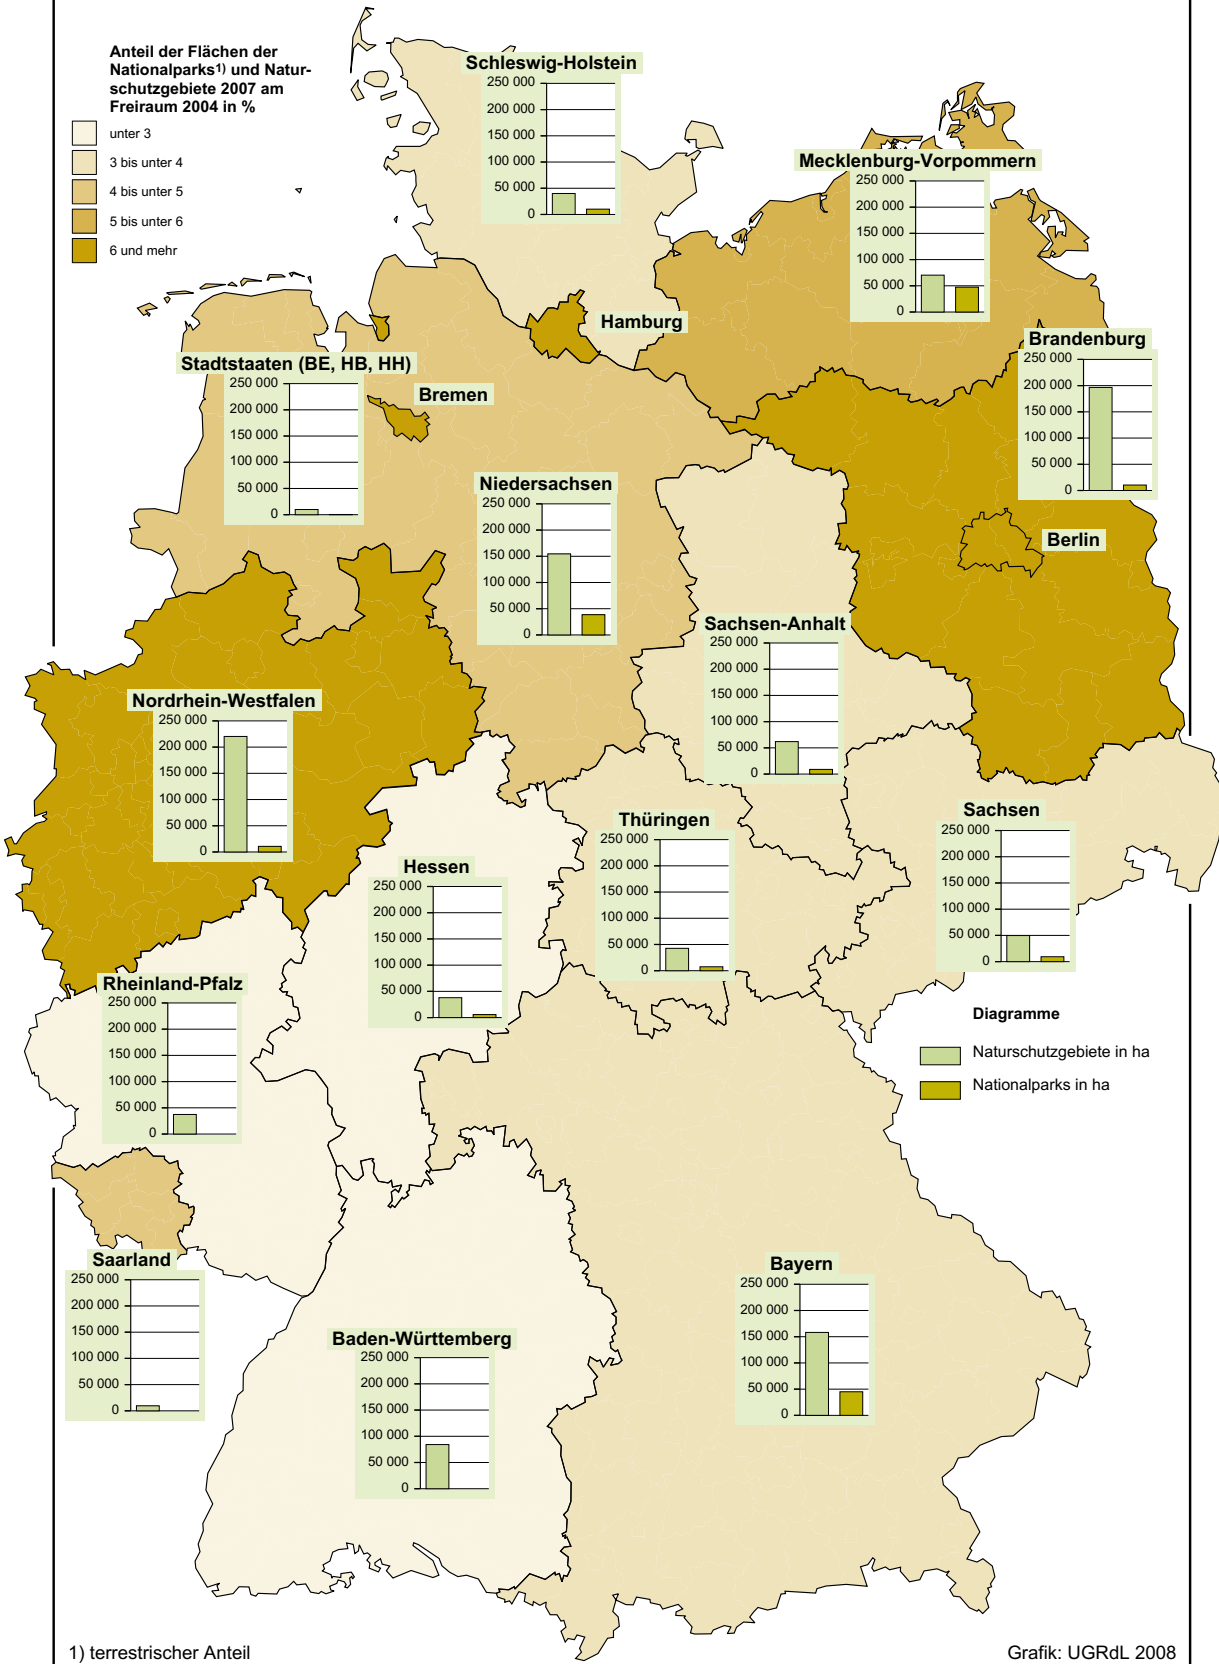 Anteil der Flächen der
Nationalparks1) und Natur-
schutzgebiete 2007 am
Freiraum 2004 in %
unter 3
3 bis unter 4
4 bis unter 5
5 bis unter 6
6 und mehr
Schleswig-Holstein
250 000
200 000
150 000
100 000
50 000
0
Mecklenburg-Vorpommern
250 000
200 000
150 000
100 000
50 000
0
Hamburg
Brandenburg
250 000
200 000
150 000
100 000
50 000
0
Stadtstaaten (BE, HB, HH)
250 000
200 000
150 000
100 000
50 000
0
Bremen
Niedersachsen
250 000
200 000
150 000
100 000
50 000
0
Berlin
Sachsen-Anhalt
250 000
200 000
150 000
100 000
50 000
0
Nordrhein-Westfalen
250 000
200 000
150 000
100 000
50 000
0
Sachsen
250 000
200 000
150 000
100 000
50 000
0
Thüringen
250 000
200 000
150 000
100 000
50 000
0
Hessen
250 000
200 000
150 000
100 000
50 000
0
Rheinland-Pfalz
250 000
200 000
150 000
100 000
50 000
0
Diagramme
Naturschutzgebiete in ha
Nationalparks in ha
Saarland
250 000
200 000
150 000
100 000
50 000
0
Bayern
250 000
200 000
150 000
100 000
50 000
0
Baden-Württemberg
250 000
200 000
150 000
100 000
50 000
0
1) terrestrischer Anteil
Grafik: UGRdL 2008